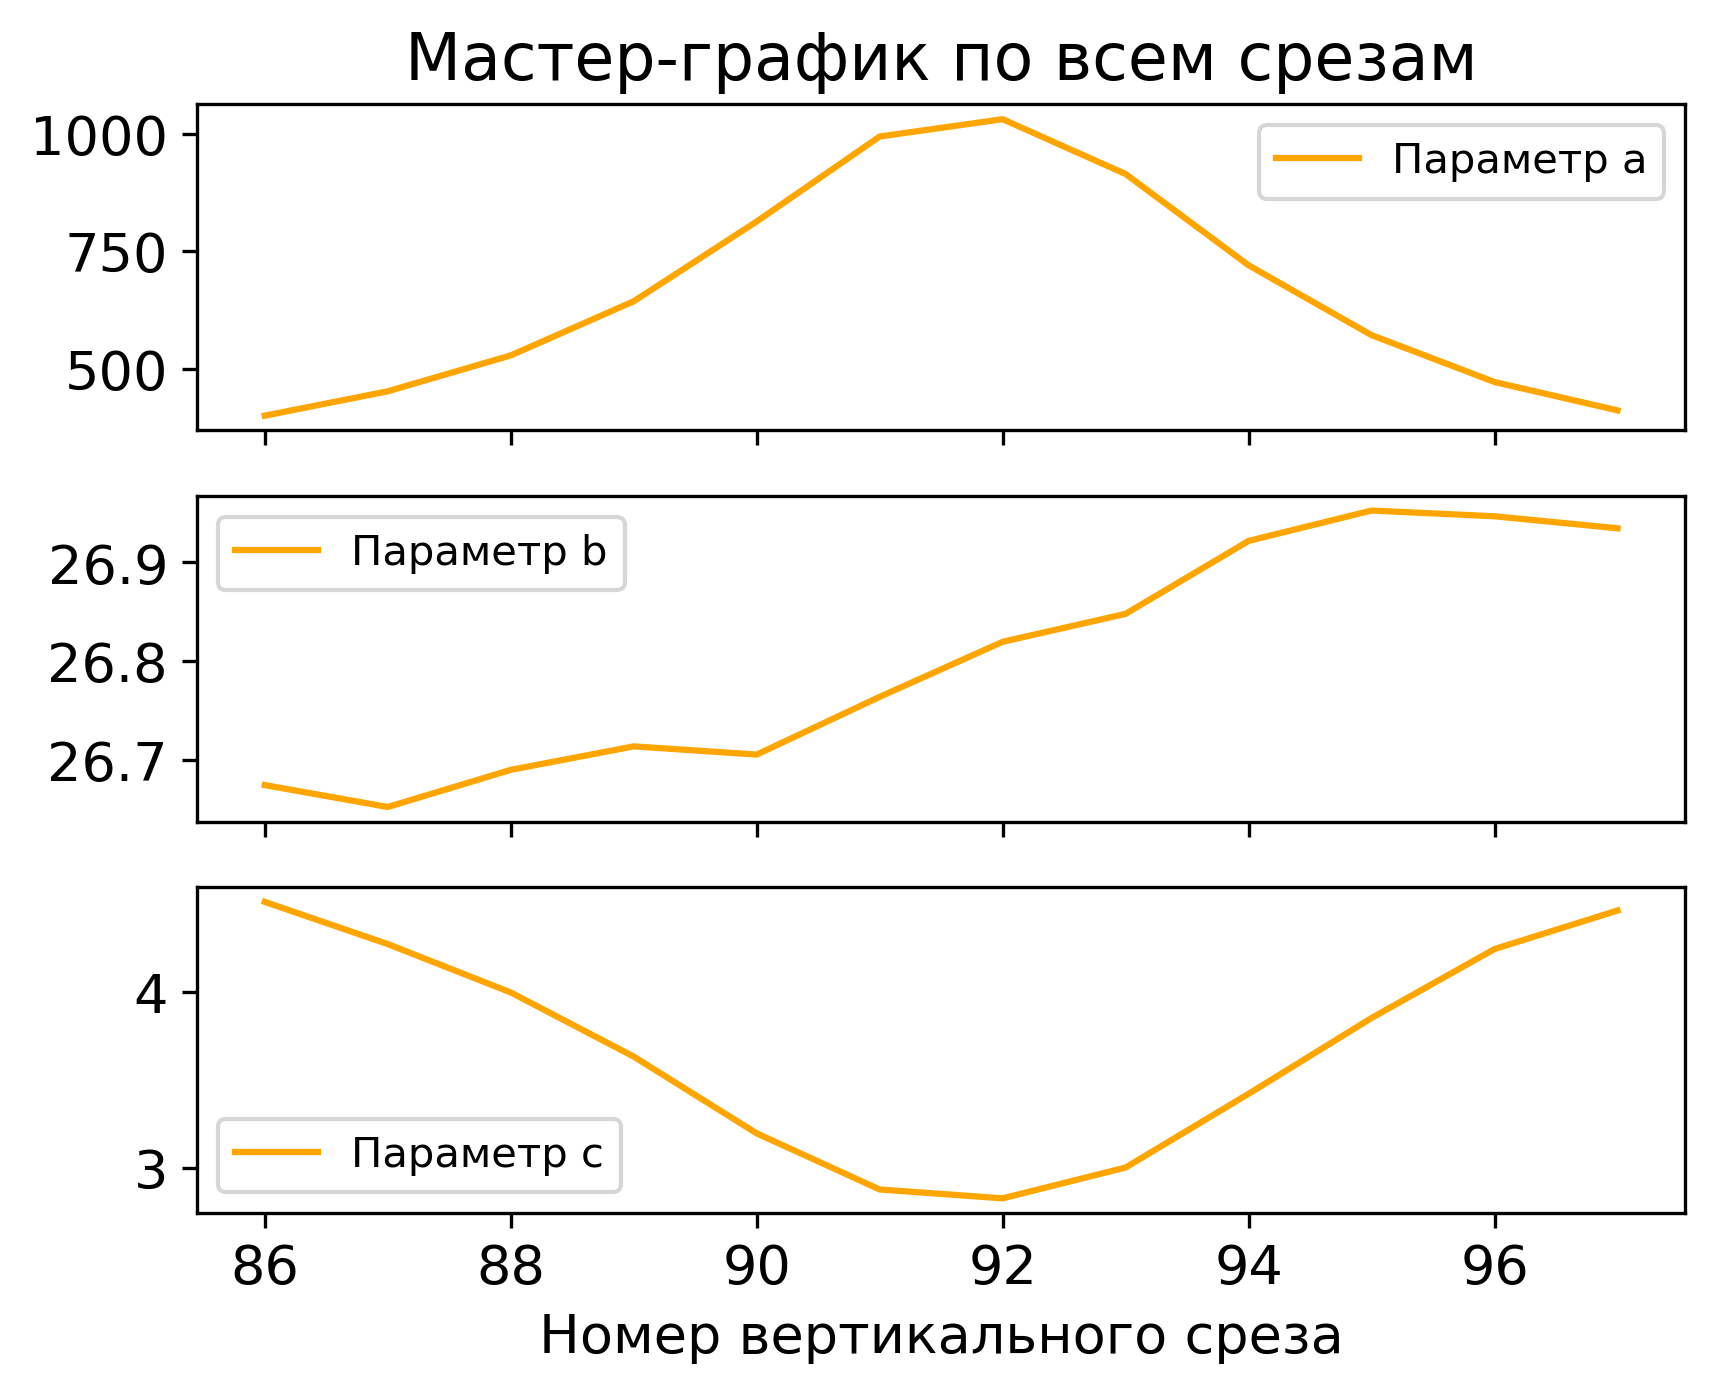 Мастер-график по всем срезам
1000
750
500
Параметр a
26.9
26.8
26.7
Параметр b
4
3
Параметр c
86 88 90 92 94 96
Номер вертикального среза